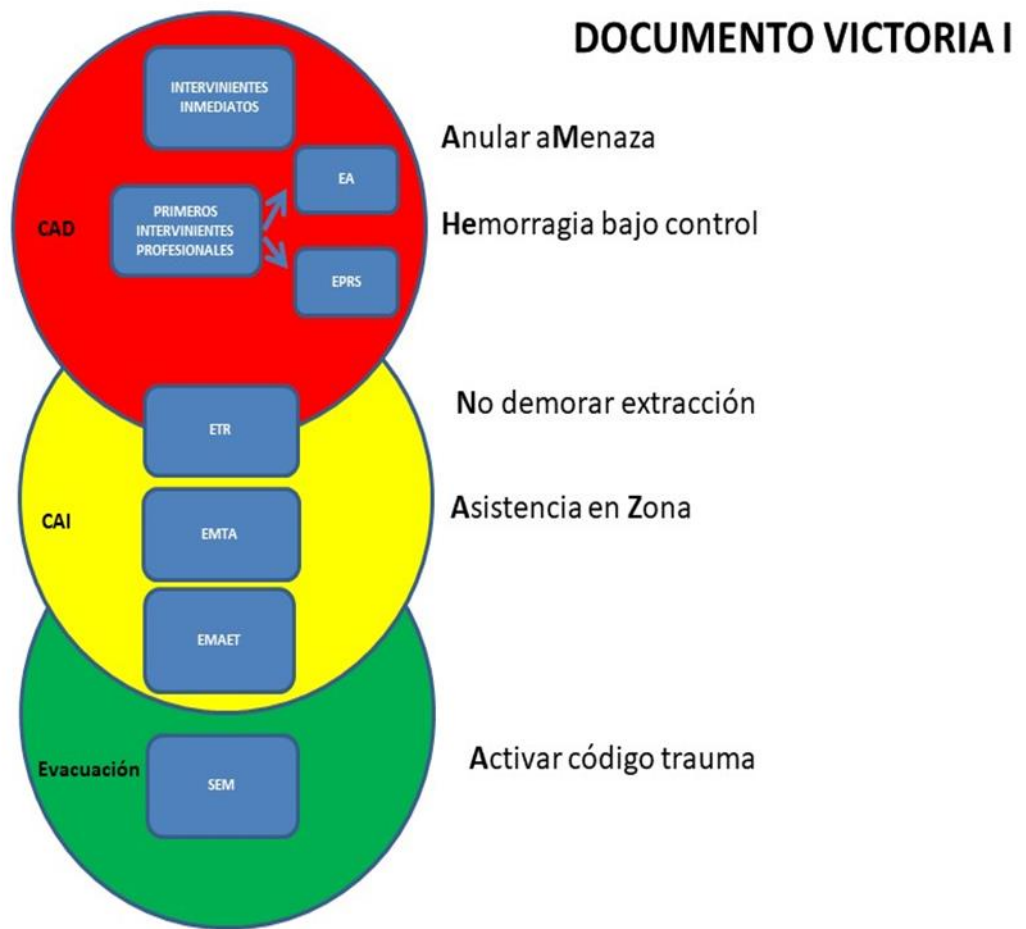 DOCUMENTO VICTORIA I
INTERVINIENTES
INMEDIATOS
Anular aMenaza
EA
PRIMEROS
INTERVINIENTES
PROFESIONALES
CAD
Hemorragia bajo control
EPRS
No demorar extracción
ETR
Asistencia en Zona
CAI
EMTA
EMAET
Activar código trauma
Evacuación
SEM